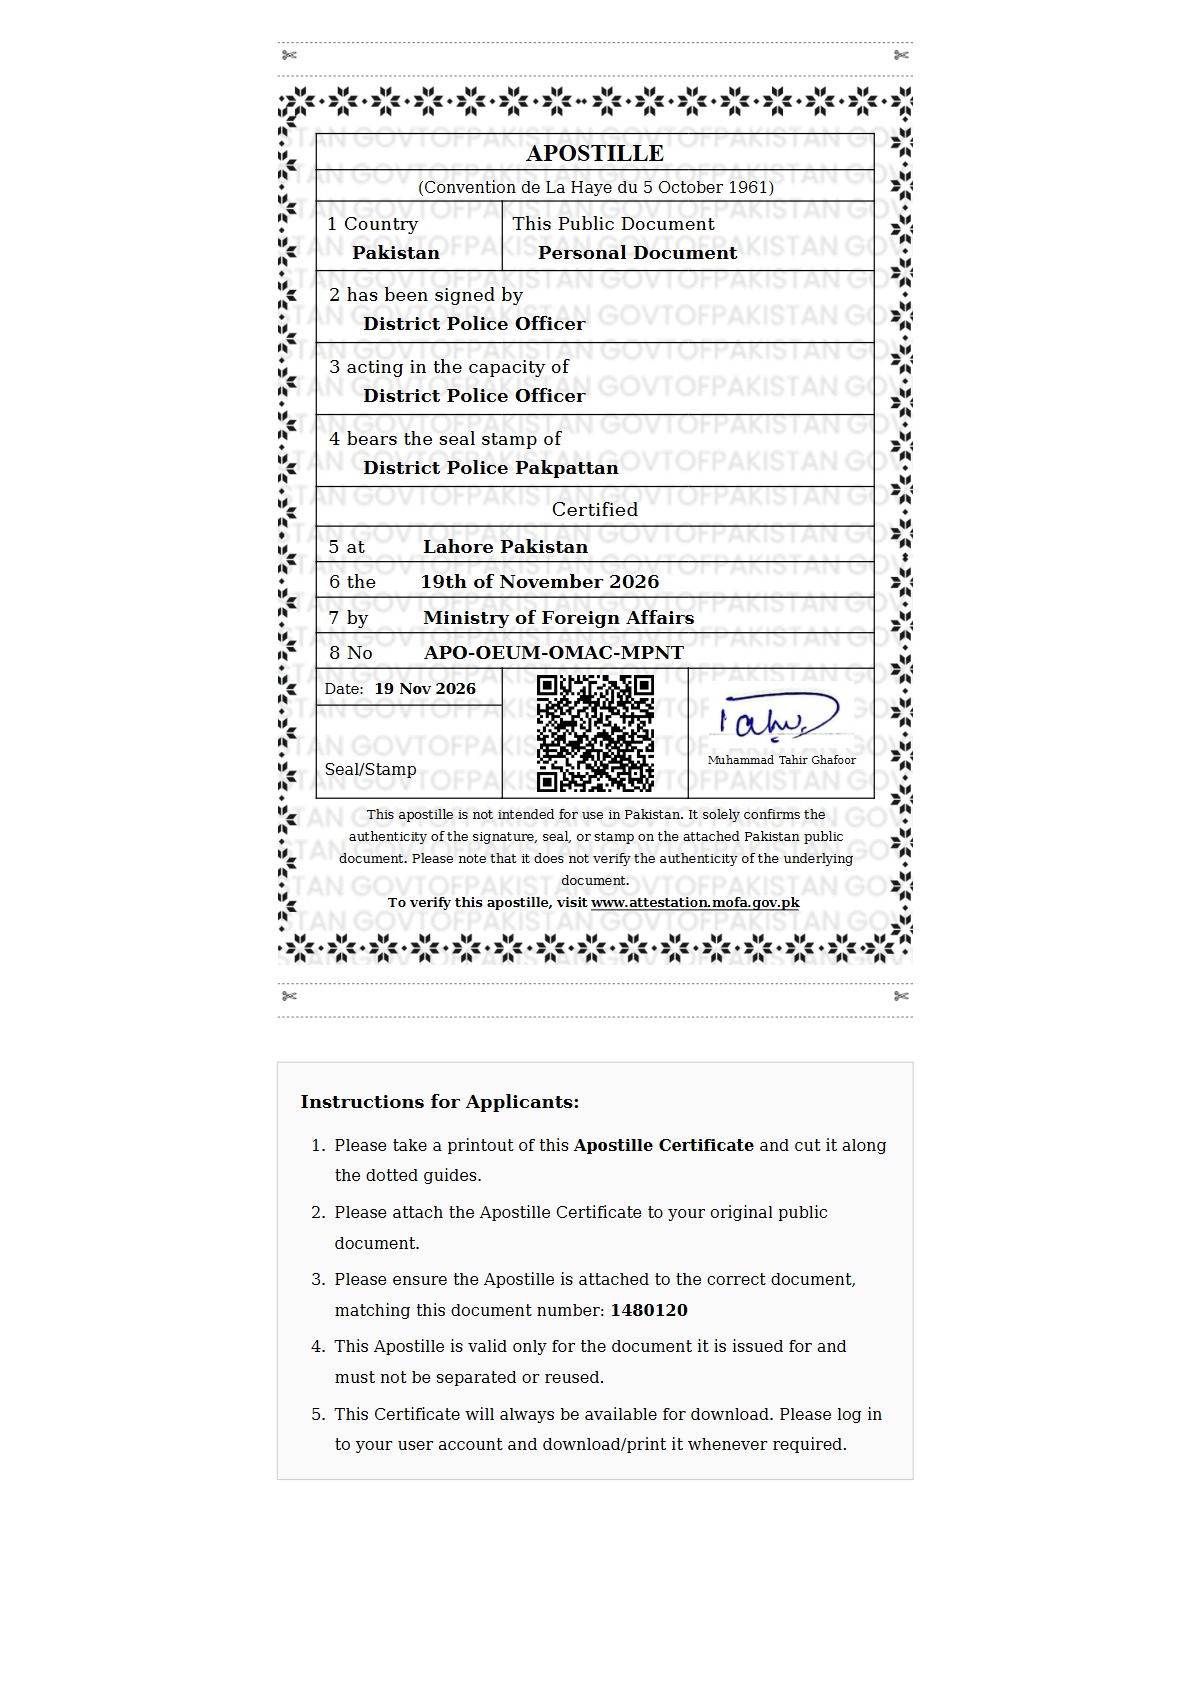 APOSTILLE
(Convention de La Haye du 5 October 1961)
1 Country
Pakistan
This Public Document
Personal Document
2 has been signed by
District Police Officer
3 acting in the capacity of
District Police Officer
4 bears the seal stamp of
District Police Pakpattan
Certified
5 at Lahore Pakistan
6 the 19th of November 2026
7 by Ministry of Foreign Affairs
8 No APO-OEUM-OMAC-MPNT
Date: 19 Nov 2026
Seal/Stamp
Muhammad Tahir Ghafoor
This apostille is not intended for use in Pakistan. It solely confirms the
authenticity of the signature, seal, or stamp on the attached Pakistan public
document. Please note that it does not verify the authenticity of the underlying
document.
To verify this apostille, visit www.attestation.mofa.gov.pk
Instructions for Applicants:
1. Please take a printout of this Apostille Certificate and cut it along
the dotted guides.
2. Please attach the Apostille Certificate to your original public
document.
3. Please ensure the Apostille is attached to the correct document,
matching this document number: 1480120
4. This Apostille is valid only for the document it is issued for and
must not be separated or reused.
5. This Certificate will always be available for download. Please log in
to your user account and download/print it whenever required.